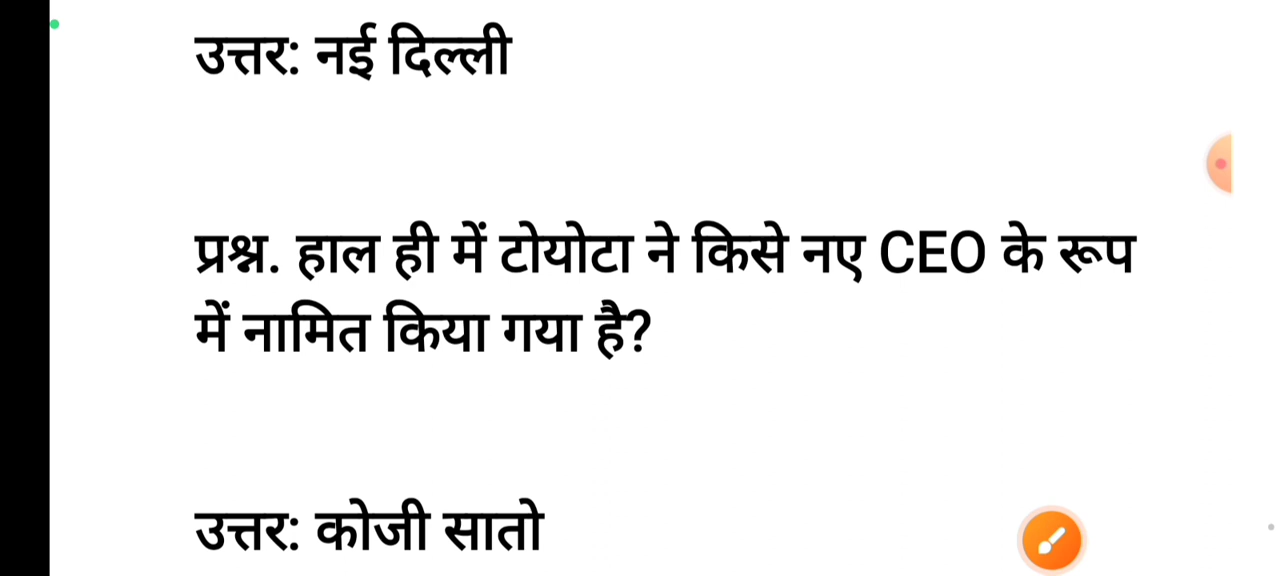 उत्तर: नई दिल्ली
प्रश्न. हाल ही में टोयोटा ने किसे नए CEO के रूप
में नामित किया गया है?
उत्तर: कोजी सातो